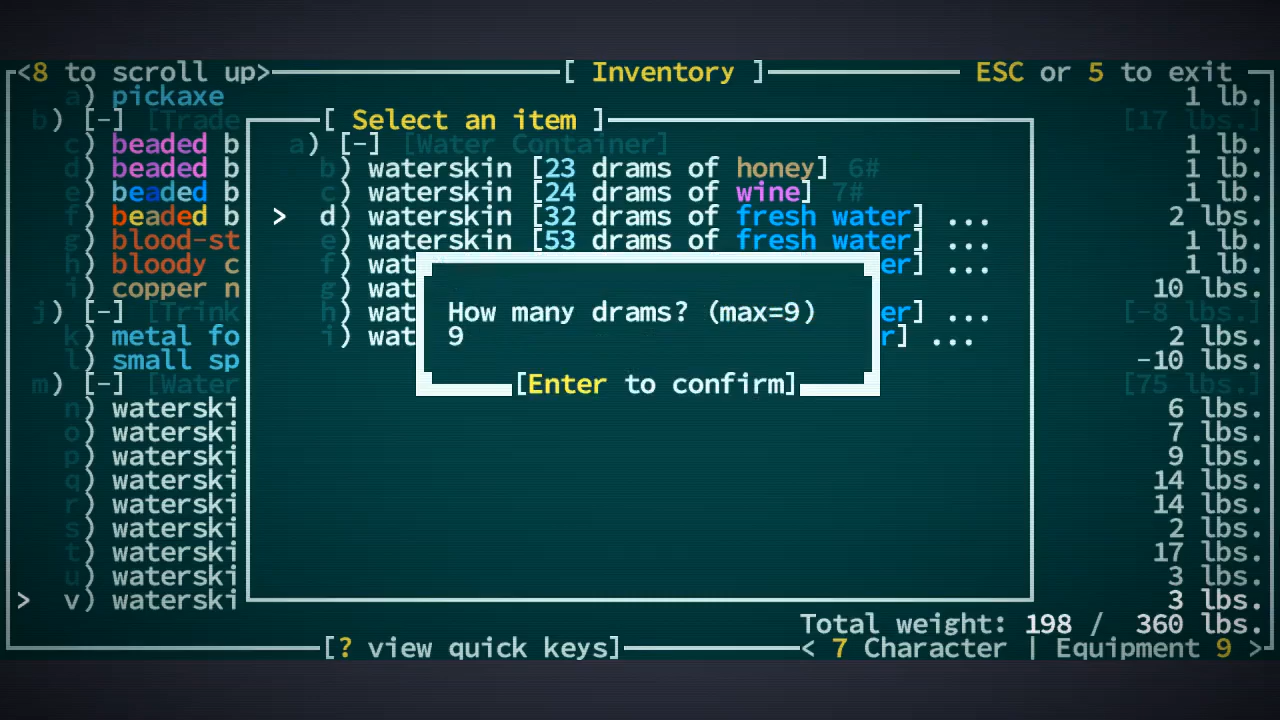 <8 to scroll up> [ Inventory ] ESC or 5 to exit
a) pickaxe 1 lb.
b) [-] [Trade [17 lbs.]
c) beaded b 1 lb.
d) beaded b 1 lb.
e) beaded b 1 lb.
f) beaded b 2 lbs.
g) blood-st 1 lb.
h) bloody c 1 lb.
i) copper n 10 lbs.
j) [-] [Trink [-8 lbs.]
k) metal fo 2 lbs.
l) small sp -10 lbs.
m) [-] [Water [75 lbs.]
n) waterski 6 lbs.
o) waterski 7 lbs.
p) waterski 9 lbs.
q) waterski 14 lbs.
r) waterski 14 lbs.
s) waterski 2 lbs.
t) waterski 17 lbs.
u) waterski 3 lbs.
> v) waterski 3 lbs.
Total weight: 198 / 360 lbs.
[? view quick keys] < 7 Character | Equipment 9 >
[ Select an item ]
a) [-] [Water Container]
b) waterskin [23 drams of honey] 6#
c) waterskin [24 drams of wine] 7#
> d) waterskin [32 drams of fresh water] ...
e) waterskin [53 drams of fresh water] ...
f) wat er] ...
g) wat
h) wat er] ...
i) wat r] ...
How many drams? (max=9)
9
[Enter to confirm]